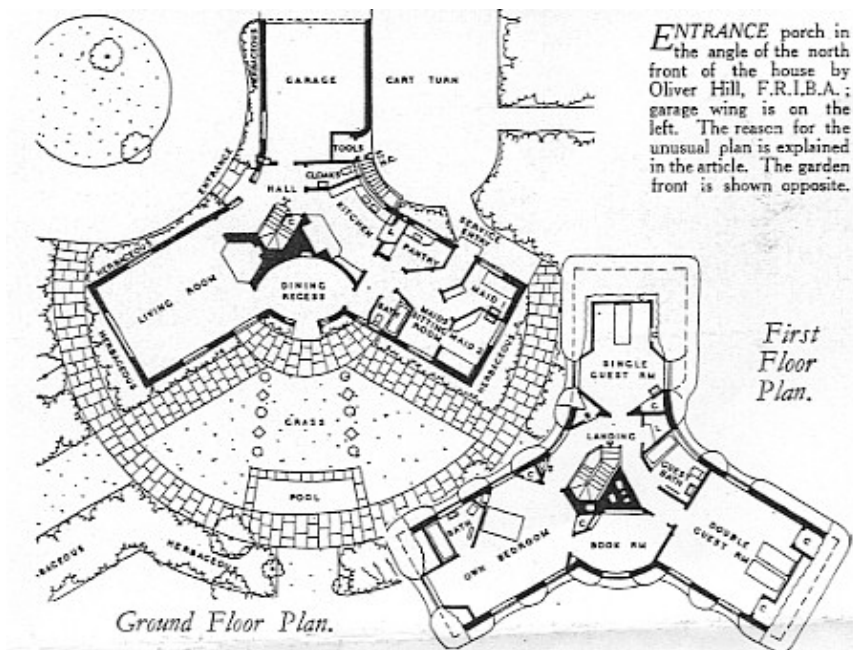 ENTRANCE porch in
the angle of the north
front of the house by
Oliver Hill, F.R.I.B.A.;
garage wing is on the
left. The reason for the
unusual plan is explained
in the article. The garden
front is shown opposite.
HERBACEOUS
GARAGE
CART TURN
TOOLS
ENTRANCE
CLOAKS
HALL
KITCHEN
SERVICE
ENTRY
PANTRY
HERBACEOUS
LIVING ROOM
DINING
RECESS
MAID 1
BATH
MAIDS
SITTING
ROOM
MAID 2
HERBACEOUS
HERBACEOUS
GRASS
POOL
HERBACEOUS
HERBACEOUS
Ground Floor Plan.
First
Floor
Plan.
SINGLE
GUEST RM
C
LANDING
C
GUEST
BATH
C
BATH
OWN BEDROOM
BOOK RM
DOUBLE
GUEST RM
C
C